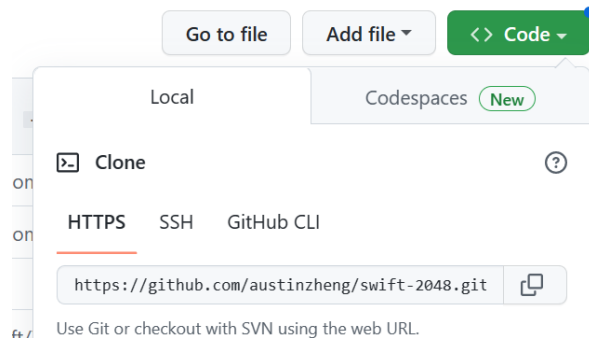 Go to file Add file <> Code
Local Codespaces New
Clone
HTTPS SSH GitHub CLI
https://github.com/austinzheng/swift-2048.git
Use Git or checkout with SVN using the web URL.